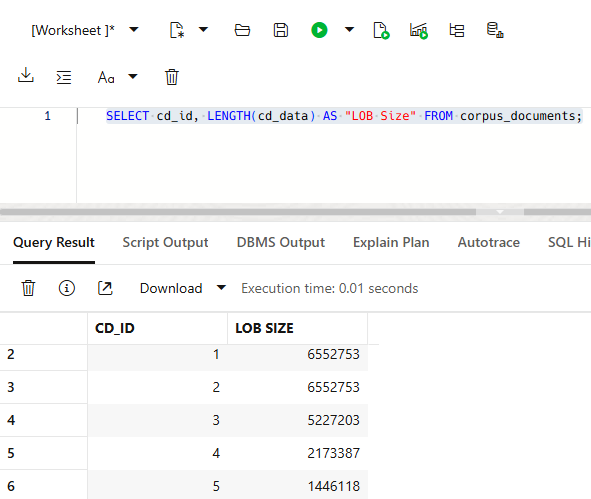 [Worksheet ]*
Aa
1 SELECT cd_id, LENGTH(cd_data) AS "LOB Size" FROM corpus_documents;
Query Result Script Output DBMS Output Explain Plan Autotrace SQL Hi
Download Execution time: 0.01 seconds
CD_ID LOB SIZE
2 1 6552753
3 2 6552753
4 3 5227203
5 4 2173387
6 5 1446118